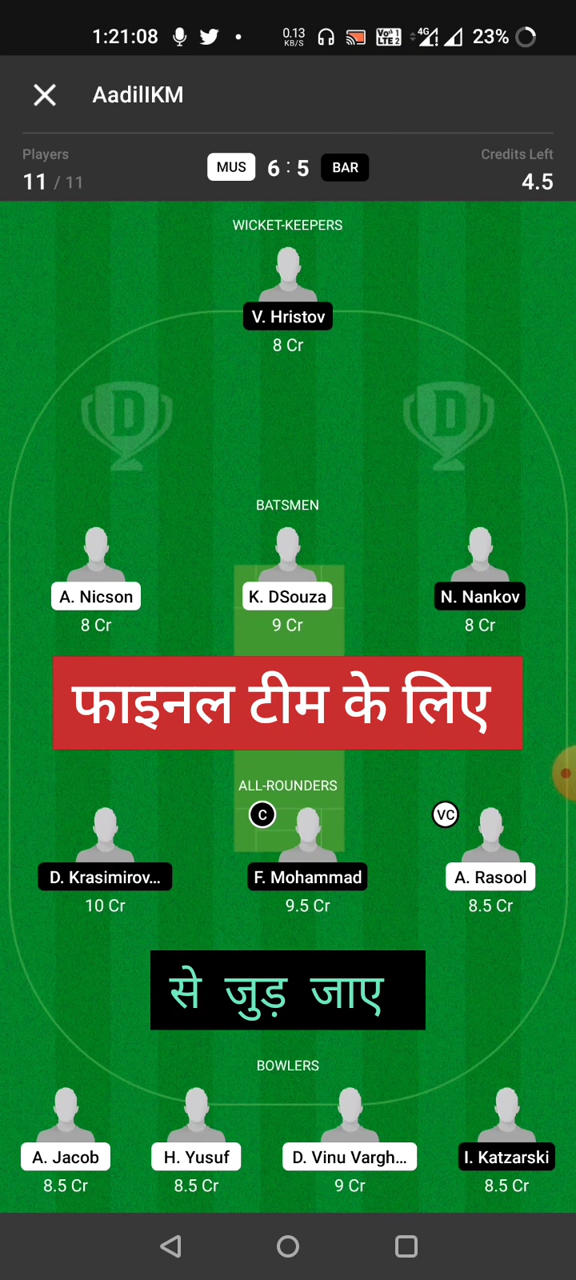 1:21:08
0.13 KB/S
Vo 1 LTE 2
4G
23%
AadilIKM
Players
Credits Left
11 / 11
MUS 6 : 5 BAR
4.5
WICKET-KEEPERS
V. Hristov
8 Cr
D D
BATSMEN
A. Nicson K. DSouza N. Nankov
8 Cr 9 Cr 8 Cr
फाइनल टीम के लिए
ALL-ROUNDERS
C VC
D. Krasimirov... F. Mohammad A. Rasool
10 Cr 9.5 Cr 8.5 Cr
से जुड़ जाए
BOWLERS
A. Jacob H. Yusuf D. Vinu Vargh... I. Katzarski
8.5 Cr 8.5 Cr 9 Cr 8.5 Cr